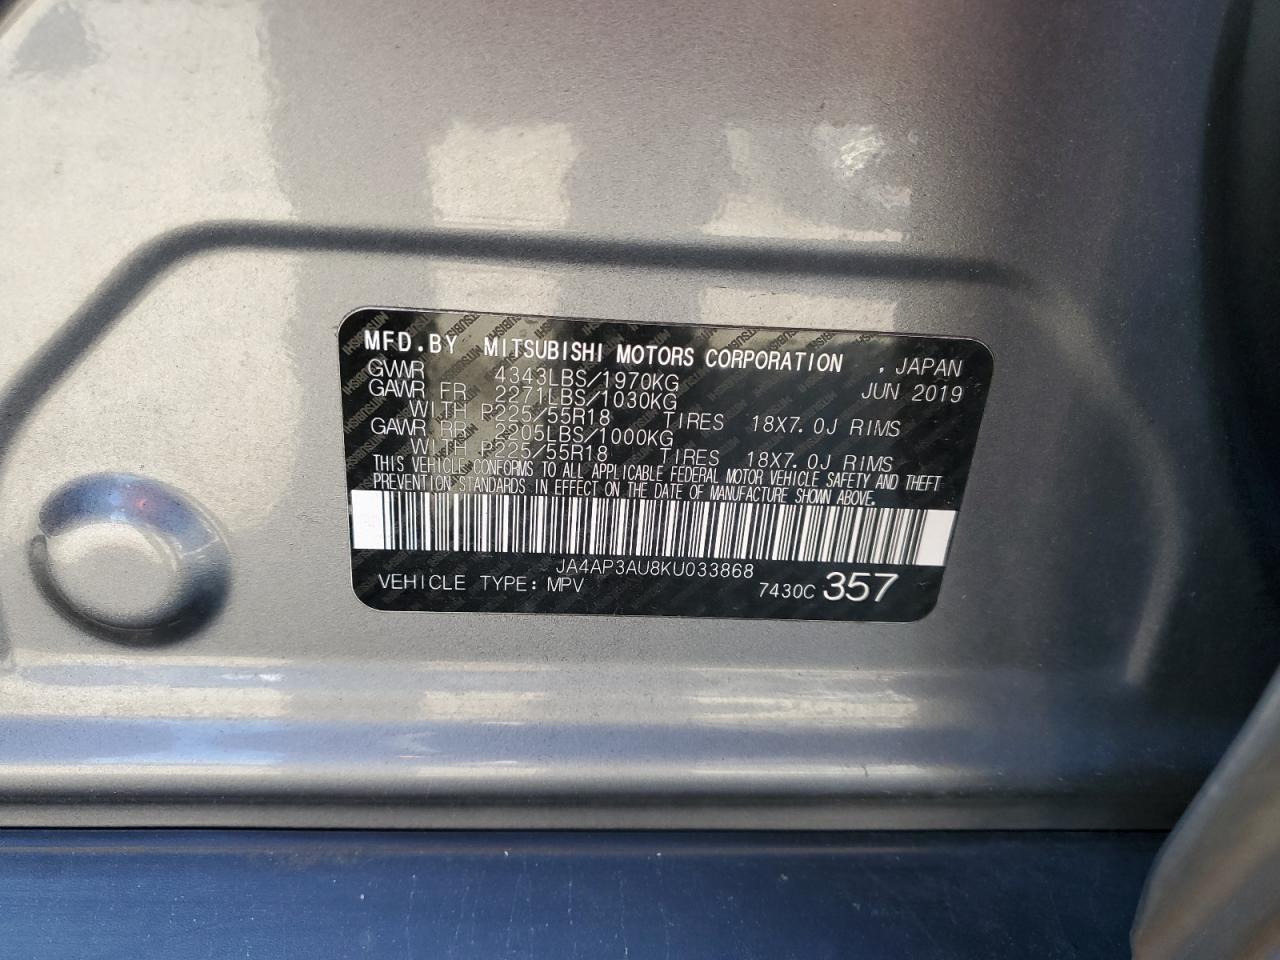 MFD.BY MITSUBISHI MOTORS CORPORATION , JAPAN
GVWR 4343LBS/1970KG JUN 2019
GAWR FR 2271LBS/1030KG
WITH P225/55R18 TIRES 18X7.0J RIMS
GAWR RR 2205LBS/1000KG
WITH P225/55R18 TIRES 18X7.0J RIMS
THIS VEHICLE CONFORMS TO ALL APPLICABLE FEDERAL MOTOR VEHICLE SAFETY AND THEFT
PREVENTION STANDARDS IN EFFECT ON THE DATE OF MANUFACTURE SHOWN ABOVE.
JA4AP3AU8KU033868
VEHICLE TYPE: MPV 7430C 357